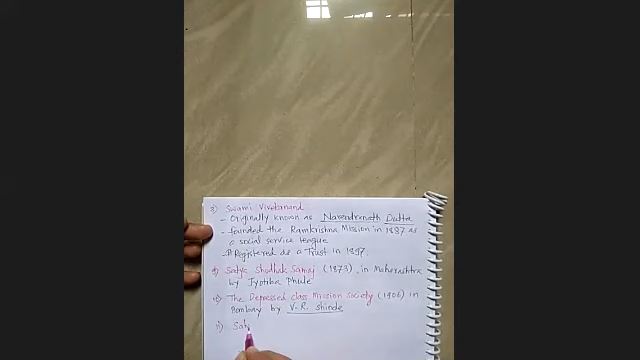 8) Swami Vivekanand
- Originally known as Narendranath Dutta
- founded the Ramkrishna Mission in 1887 as
a social service league
- Registered as a Trust in 1897.
9) Satya Shodhak Samaj (1873) in Maharashtra
by Jyotiba Phule
10) The Depressed class Mission Society (1906) in
Bombay by V-R. Shinde
11) Sat